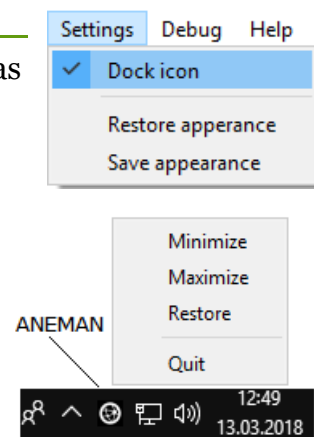 Settings Debug Help
as
Dock icon
Restore apperance
Save appearance
Minimize
Maximize
Restore
ANEMAN
Quit
12:49
13.03.2018